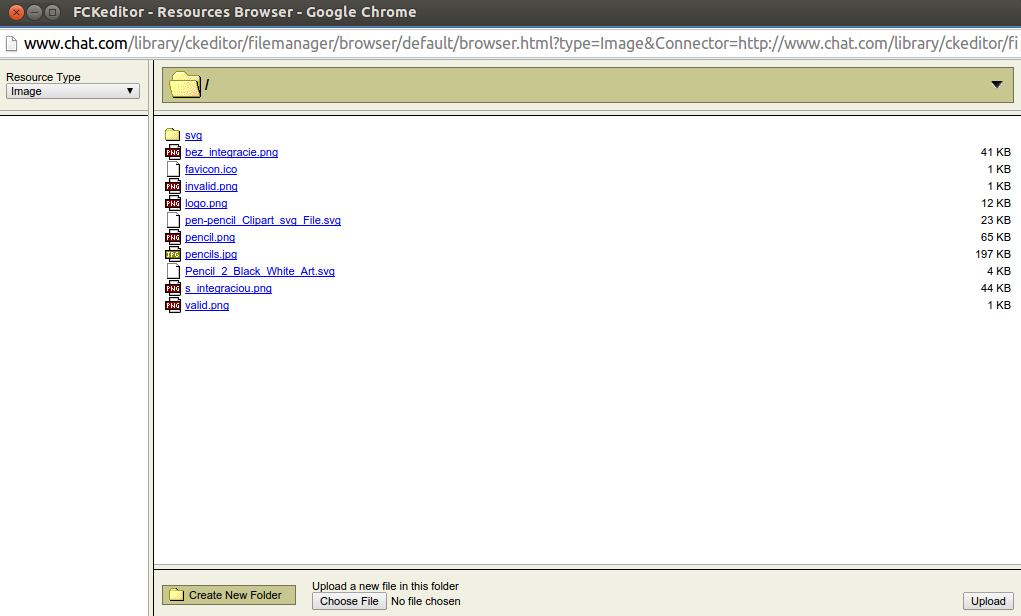 FCKeditor - Resources Browser - Google Chrome
www.chat.com/library/ckeditor/filemanager/browser/default/browser.html?type=Image&Connector=http://www.chat.com/library/ckeditor/fi
Resource Type
Image
/
svg
PNG bez_integracie.png 41 KB
favicon.ico 1 KB
PNG invalid.png 1 KB
PNG logo.png 12 KB
pen-pencil_Clipart_svg_File.svg 23 KB
PNG pencil.png 65 KB
JPG pencils.jpg 197 KB
Pencil_2_Black_White_Art.svg 4 KB
PNG s_integraciou.png 44 KB
PNG valid.png 1 KB
Upload a new file in this folder
Create New Folder
Choose File No file chosen
Upload